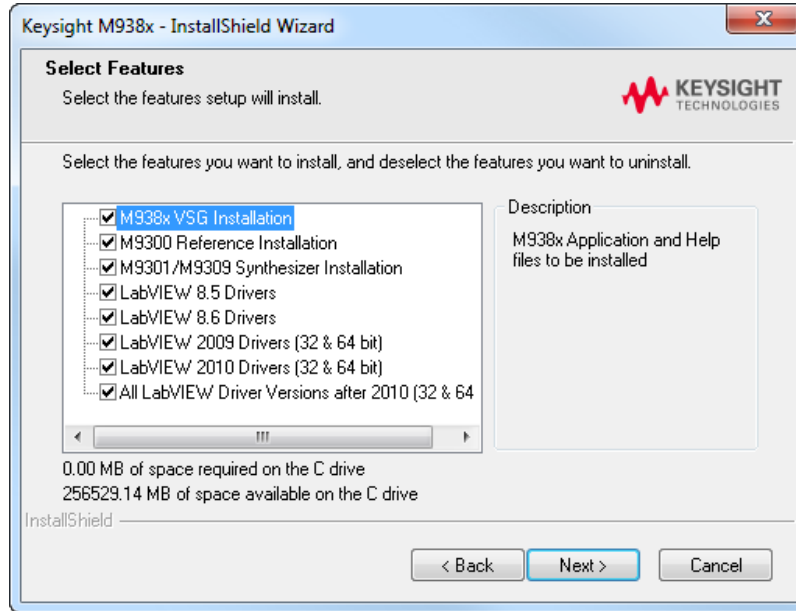 Keysight M938x - InstallShield Wizard
Select Features
Select the features setup will install.
KEYSIGHT
TECHNOLOGIES
Select the features you want to install, and deselect the features you want to uninstall.
M938x VSG Installation
M9300 Reference Installation
M9301/M9309 Synthesizer Installation
LabVIEW 8.5 Drivers
LabVIEW 8.6 Drivers
LabVIEW 2009 Drivers (32 & 64 bit)
LabVIEW 2010 Drivers (32 & 64 bit)
All LabVIEW Driver Versions after 2010 (32 & 64
Description
M938x Application and Help
files to be installed
0.00 MB of space required on the C drive
256529.14 MB of space available on the C drive
InstallShield
< Back
Next >
Cancel